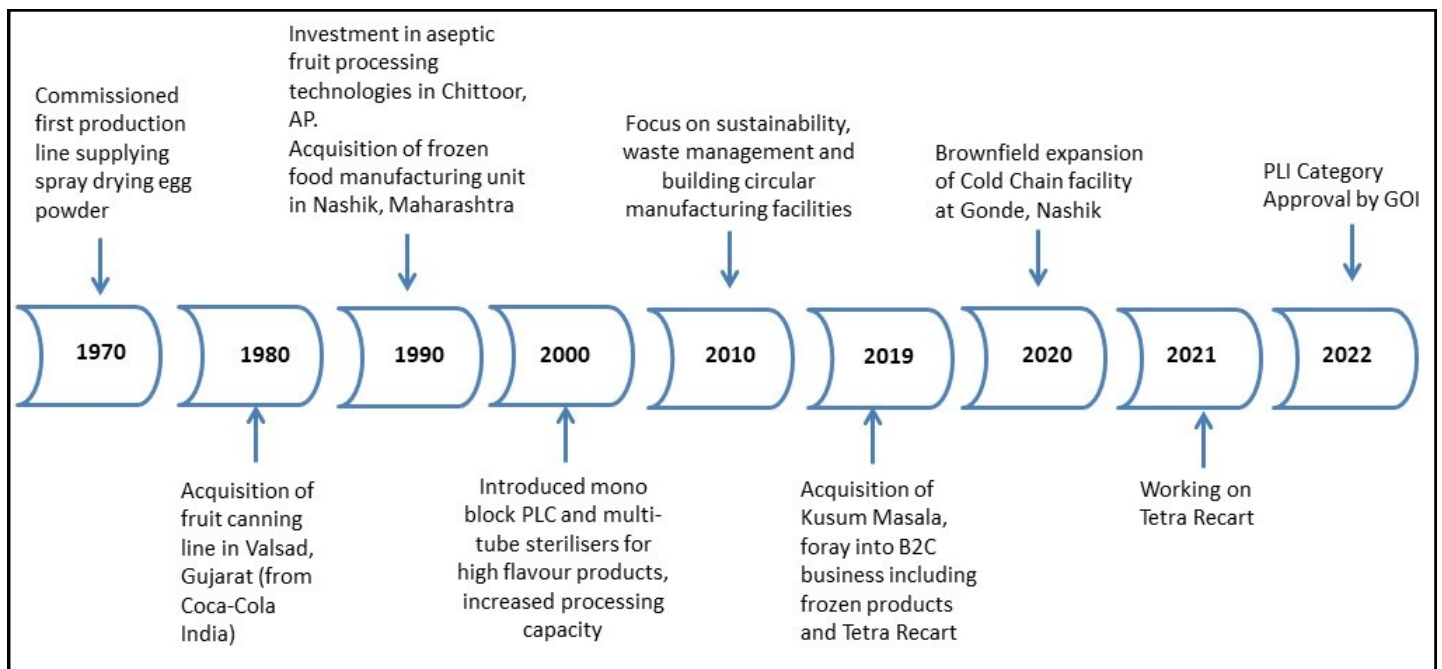 Commissioned
first production
line supplying
spray drying egg
powder
Investment in aseptic
fruit processing
technologies in Chittoor,
AP.
Acquisition of frozen
food manufacturing unit
in Nashik, Maharashtra
Focus on sustainability,
waste management and
building circular
manufacturing facilities
Brownfield expansion
of Cold Chain facility
at Gonde, Nashik
PLI Category
Approval by GOI
1970
1980
1990
2000
2010
2019
2020
2021
2022
Acquisition of
fruit canning
line in Valsad,
Gujarat (from
Coca-Cola
India)
Introduced mono
block PLC and multi-
tube sterilisers for
high flavour products,
increased processing
capacity
Acquisition of
Kusum Masala,
foray into B2C
business including
frozen products
and Tetra Recart
Working on
Tetra Recart